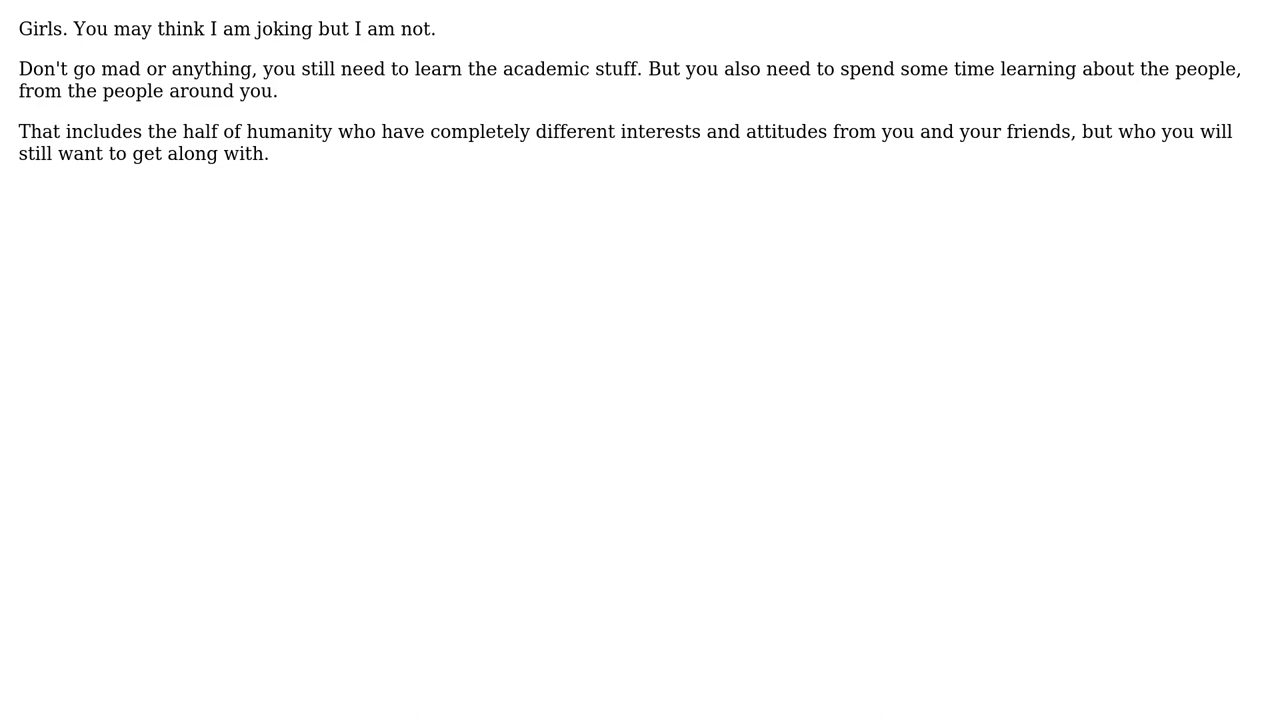 Girls. You may think I am joking but I am not.
Don't go mad or anything, you still need to learn the academic stuff. But you also need to spend some time learning about the people,
from the people around you.
That includes the half of humanity who have completely different interests and attitudes from you and your friends, but who you will
still want to get along with.